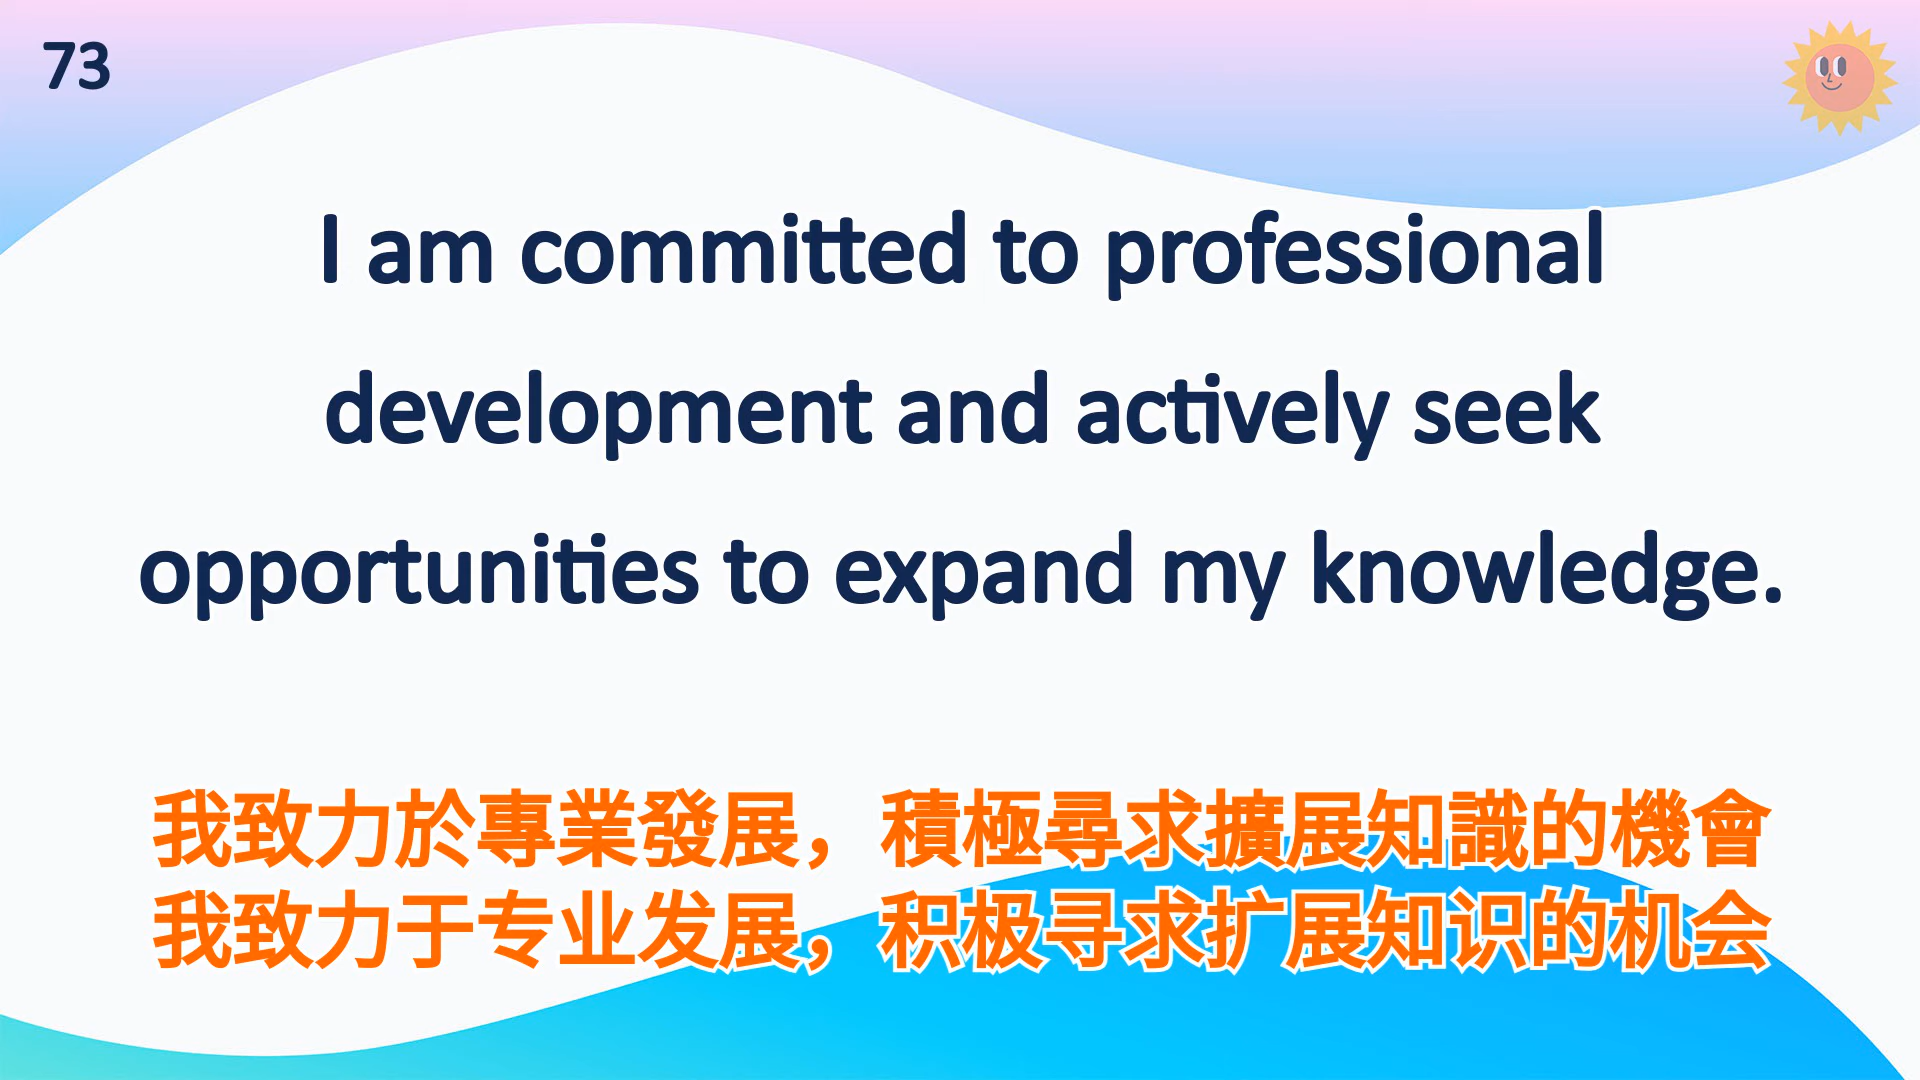 73
I am committed to professional
development and actively seek
opportunities to expand my knowledge.
我致力於專業發展，積極尋求擴展知識的機會
我致力于专业发展，积极寻求扩展知识的机会